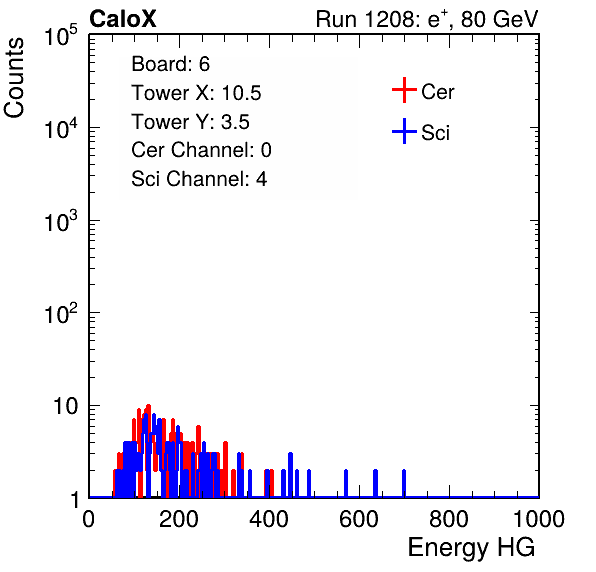 CaloX Run 1208: e⁺, 80 GeV
Counts
10⁵
10⁴
10³
10²
10
1
Board: 6
Tower X: 10.5
Tower Y: 3.5
Cer Channel: 0
Sci Channel: 4
Cer
Sci
0 200 400 600 800 1000
Energy HG